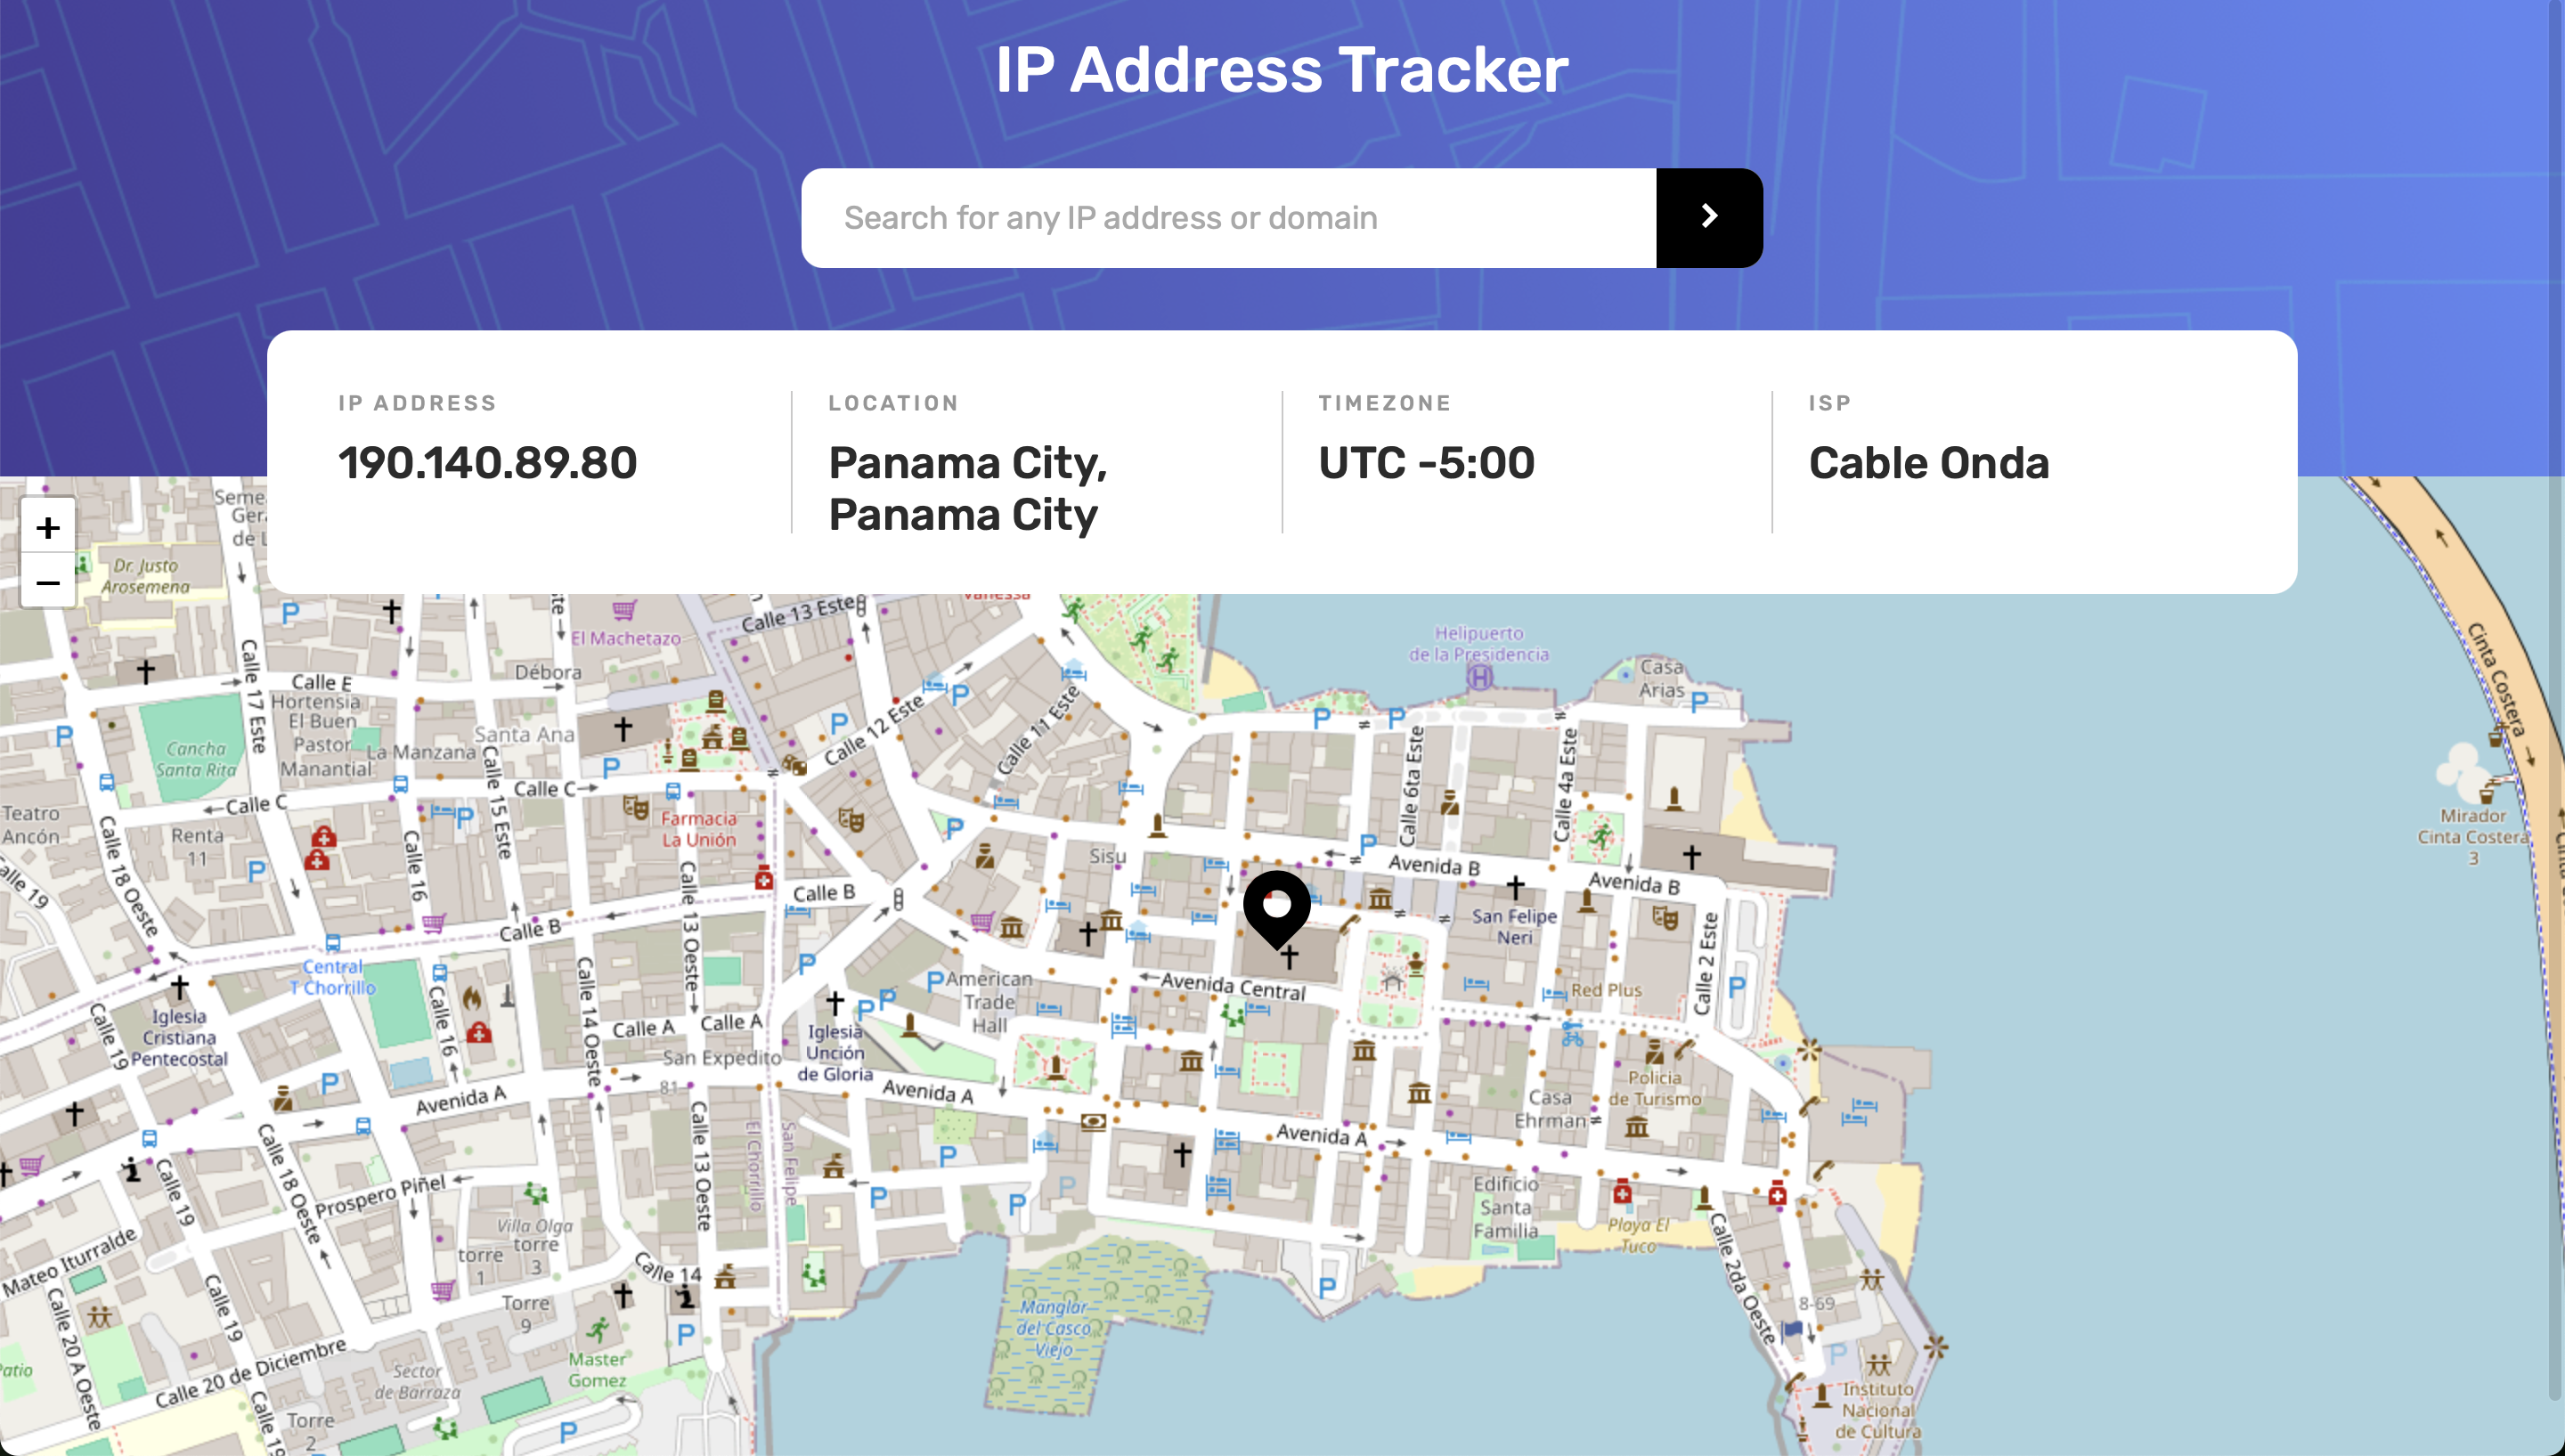 IP Address Tracker
Search for any IP address or domain
IP ADDRESS
190.140.89.80
LOCATION
Panama City,
Panama City
TIMEZONE
UTC -5:00
ISP
Cable Onda
+
−
Dr. Justo
Arosemena
El Machetazo
Calle 13 Este
Helipuerto
de la Presidencia
H
Casa
Arias
Cinta Costera
Calle 17 Este
Calle E
Débora
Hortensia
El Buen
Pastor
Manantial
La Manzana
Santa Ana
Cancha
Santa Rita
Calle 12 Este
Calle 11 Este
Calle 6ta Este
Calle 4a Este
Calle C
Calle C
Calle 15 Este
Teatro
Ancón
Renta
11
Calle 18 Oeste
Calle 16
Farmacia
La Unión
Calle 13 Oeste
Mirador
Cinta Costera
3
Sisu
Avenida B
Avenida B
Calle B
Calle B
San Felipe
Neri
Calle 2 Este
Central
T Chorrillo
American
Trade
Hall
Avenida Central
Red Plus
Iglesia
Cristiana
Pentecostal
Calle 19
Calle 16
Calle 14 Oeste
Calle A
Calle A
San Expedito
81
Iglesia
Unción
de Gloria
Avenida A
Avenida A
Avenida A
Policia
de Turismo
Casa
Ehrman
El Chorrillo
San Felipe
Calle 13 Oeste
Calle 18 Oeste
Calle 19
Prospero Piñel
Villa Olga
torre
1
torre
3
Edificio
Santa
Familia
Playa El
Tuco
Calle 2da Oeste
Mateo Iturralde
Calle 20 A Oeste
Calle 19
Calle 14
Torre
9
Manglar
del Casco
Viejo
8-69
Calle 20 de Diciembre
Sector
de Barraza
Master
Gomez
Torre
2
Calle 19
Instituto
Nacional
de Cultura